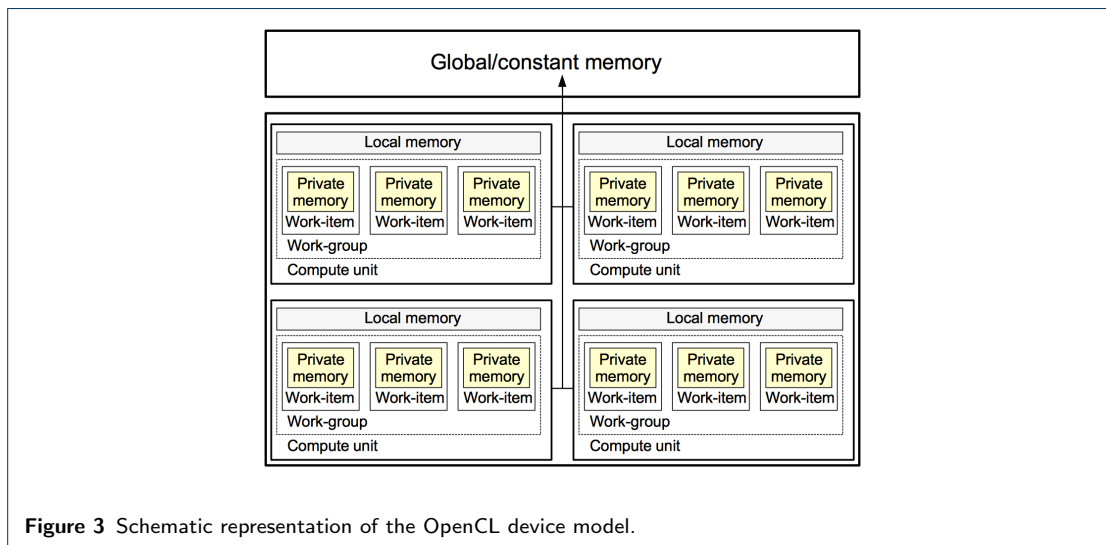 Global/constant memory
Local memory
Private memory
Work-item
Private memory
Work-item
Private memory
Work-item
Work-group
Compute unit
Local memory
Private memory
Work-item
Private memory
Work-item
Private memory
Work-item
Work-group
Compute unit
Local memory
Private memory
Work-item
Private memory
Work-item
Private memory
Work-item
Work-group
Compute unit
Local memory
Private memory
Work-item
Private memory
Work-item
Private memory
Work-item
Work-group
Compute unit
Figure 3 Schematic representation of the OpenCL device model.